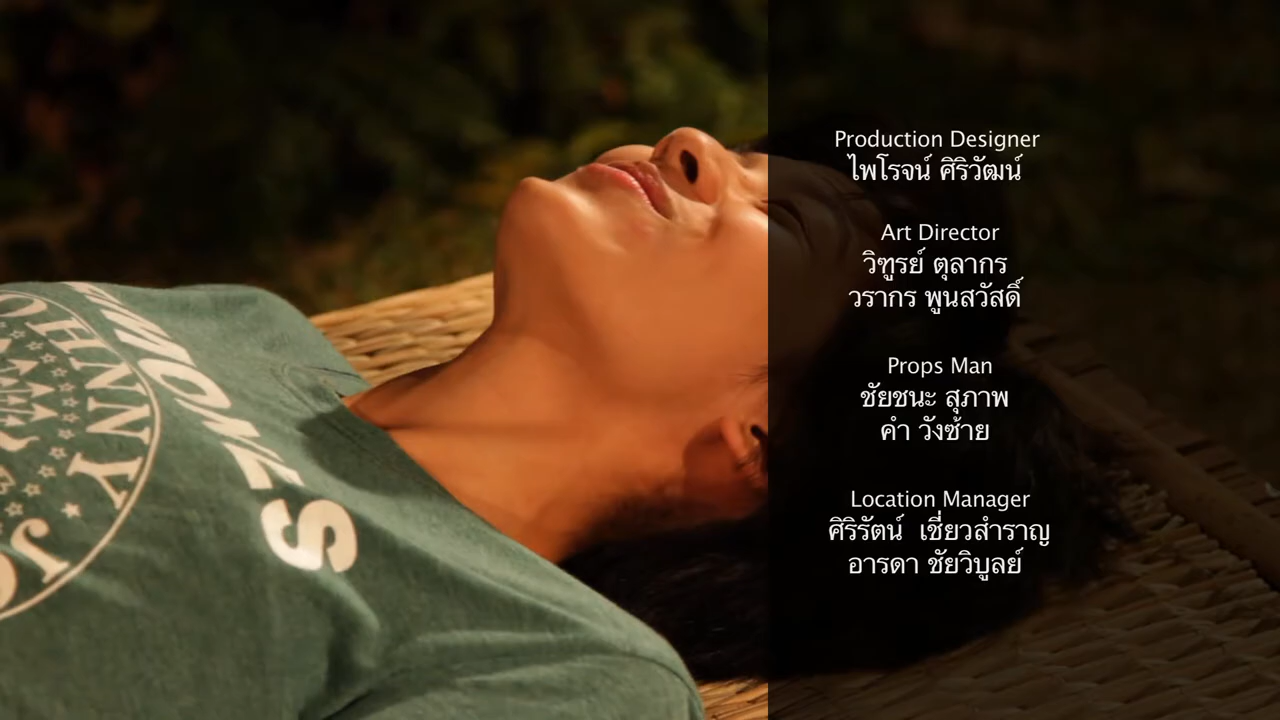 Production Designer
ไพโรจน์ ศิริวัฒน์
Art Director
วิฑูรย์ ตุลากร
วรากร พูนสวัสดิ์
Props Man
ชัยชนะ สุภาพ
คำ วังซ้าย
Location Manager
ศิริรัตน์ เชี่ยวสำราญ
อารดา ชัยวิบูลย์